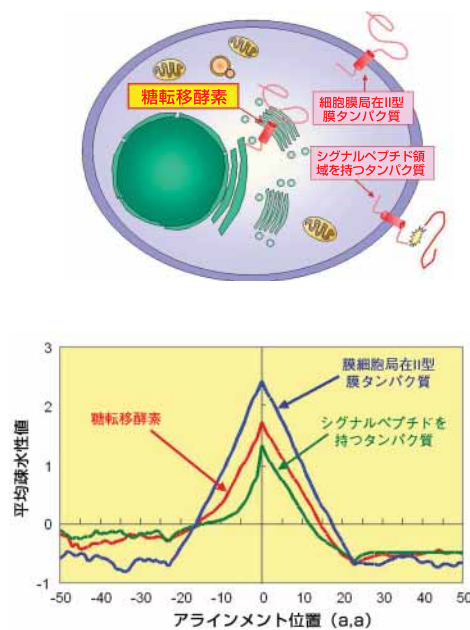 糖転移酵素
細胞膜局在II型
膜タンパク質
シグナルペプチド領
域を持つタンパク質
3
2
1
0
-1
平均疎水性値
膜細胞局在II型
膜タンパク質
糖転移酵素
シグナルペプチドを
持つタンパク質
-50 -40 -30 -20 -10 0 10 20 30 40 50
アラインメント位置 (a,a)